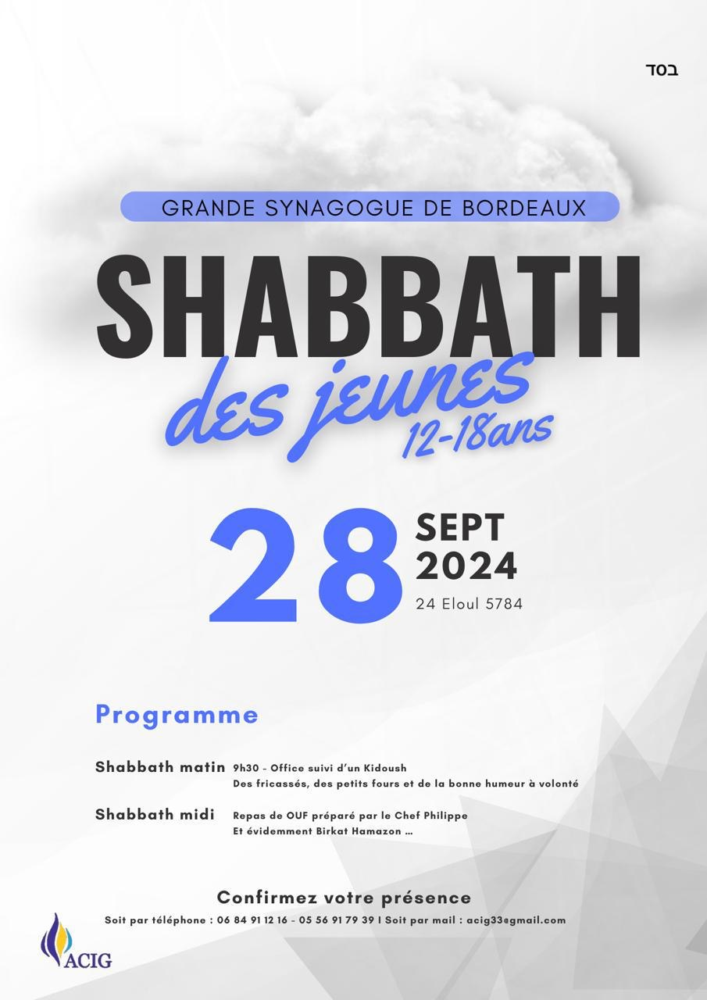 בסד
GRANDE SYNAGOGUE DE BORDEAUX
SHABBATH
des jeunes
12-18ans
28 SEPT
2024
24 Eloul 5784
Programme
Shabbath matin 9h30 - Office suivi d’un Kidoush
Des fricassés, des petits fours et de la bonne humeur à volonté
Shabbath midi Repas de OUF préparé par le Chef Philippe
Et évidemment Birkat Hamazon ...
Confirmez votre présence
Soit par téléphone : 06 84 91 12 16 - 05 56 91 79 39 I Soit par mail : acig33@gmail.com
ACIG